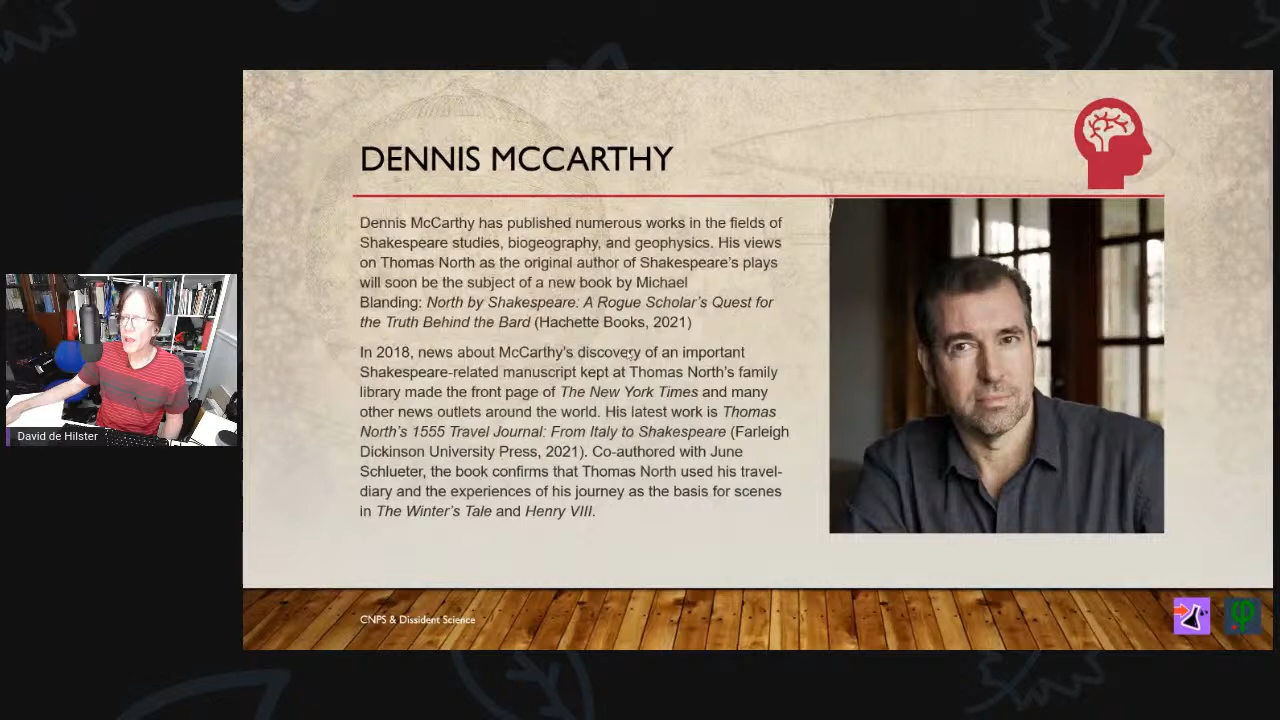 DENNIS MCCARTHY
Dennis McCarthy has published numerous works in the fields of
Shakespeare studies, biogeography, and geophysics. His views
on Thomas North as the original author of Shakespeare’s plays
will soon be the subject of a new book by Michael
Blanding: North by Shakespeare: A Rogue Scholar’s Quest for
the Truth Behind the Bard (Hachette Books, 2021)
In 2018, news about McCarthy’s discovery of an important
Shakespeare-related manuscript kept at Thomas North’s family
library made the front page of The New York Times and many
other news outlets around the world. His latest work is Thomas
North’s 1555 Travel Journal: From Italy to Shakespeare (Farleigh
Dickinson University Press, 2021). Co-authored with June
Schlueter, the book confirms that Thomas North used his travel-
diary and the experiences of his journey as the basis for scenes
in The Winter’s Tale and Henry VIII.
David de Hilster
CNPS & Dissident Science